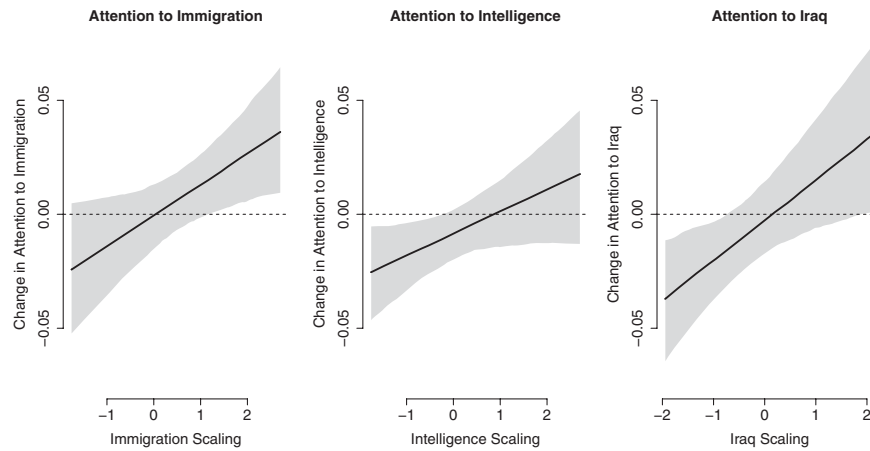 Attention to Immigration
Change in Attention to Immigration
0.05
0.00
−0.05
−1 0 1 2
Immigration Scaling
Attention to Intelligence
Change in Attention to Intelligence
0.05
0.00
−0.05
−1 0 1 2
Intelligence Scaling
Attention to Iraq
Change in Attention to Iraq
0.05
0.00
−0.05
−2 −1 0 1 2
Iraq Scaling